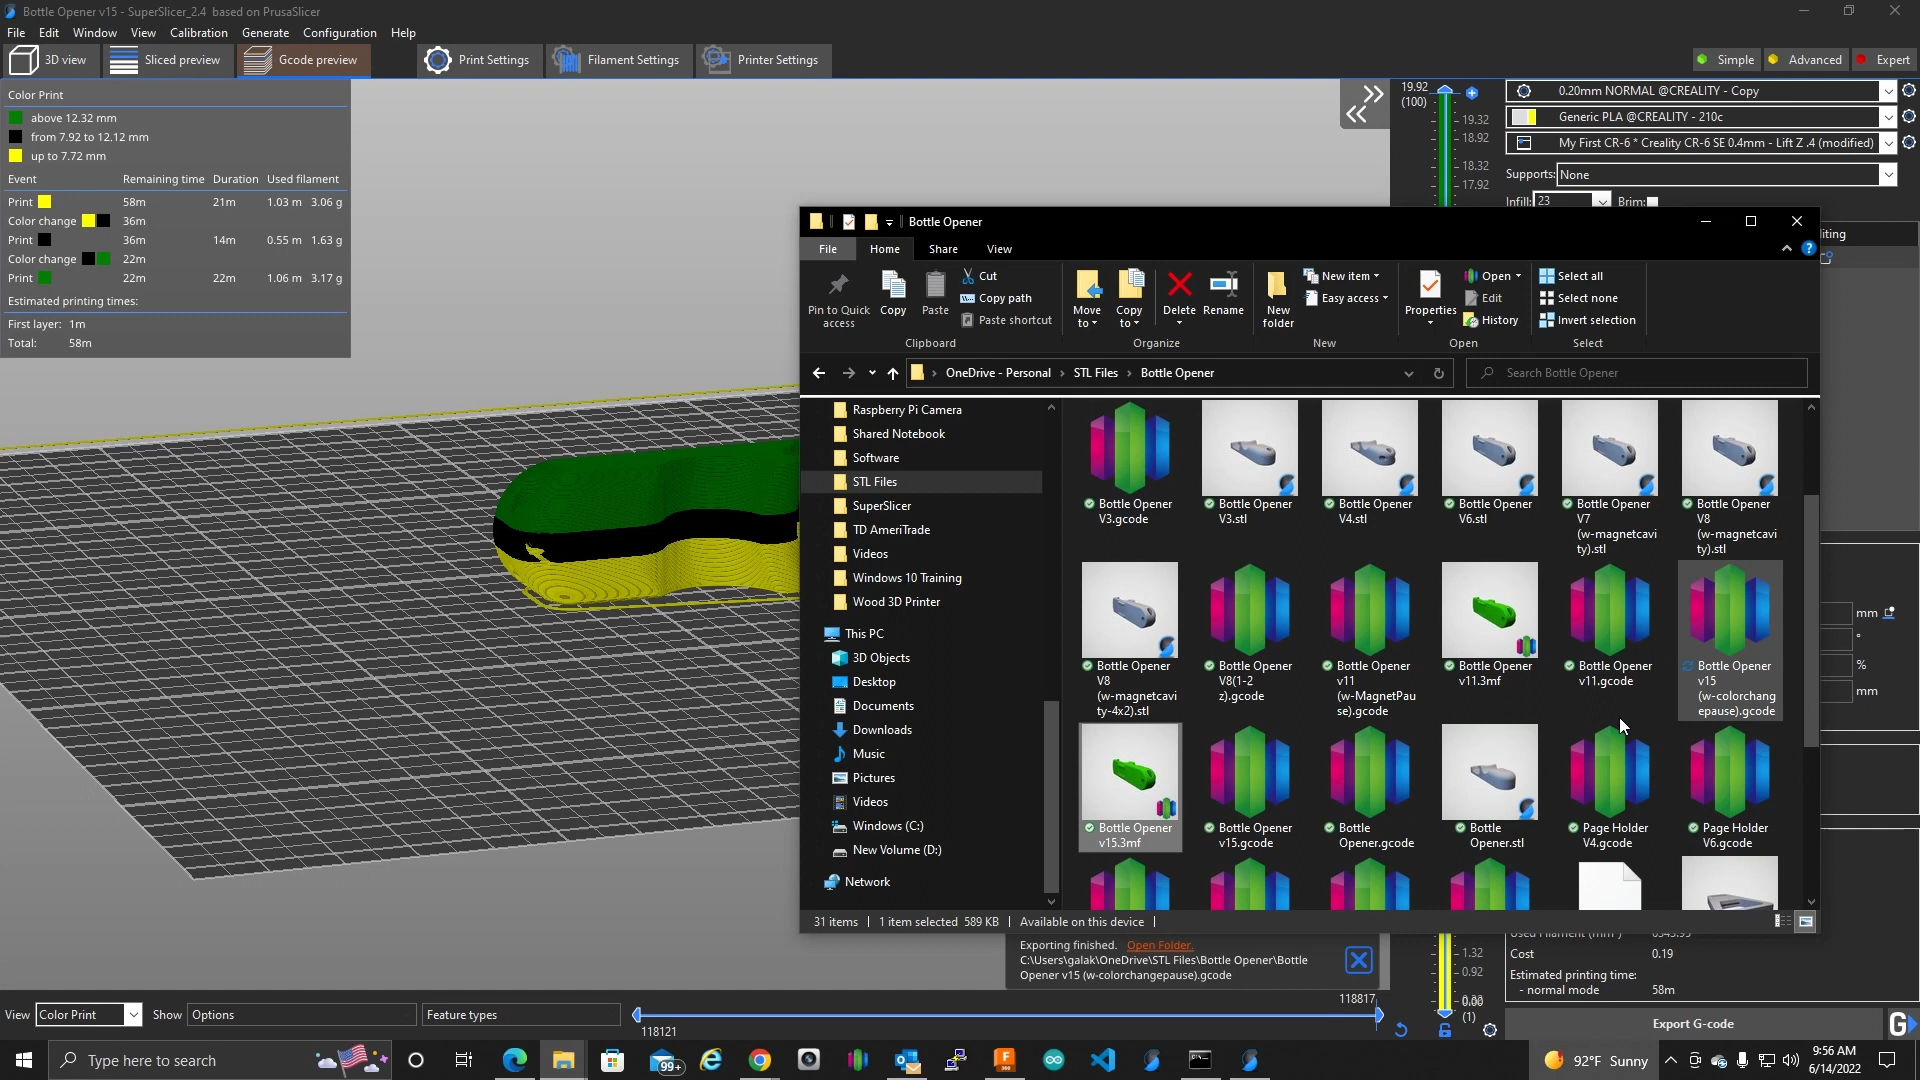 Bottle Opener v15 - SuperSlicer_2.4 based on PrusaSlicer
File Edit Window View Calibration Generate Configuration Help
3D view Sliced preview Gcode preview Print Settings Filament Settings Printer Settings Simple Advanced Expert
Color Print
above 12.32 mm
from 7.92 to 12.12 mm
up to 7.72 mm
Event Remaining time Duration Used filament
Print 58m 21m 1.03 m 3.06 g
Color change 36m
Print 36m 14m 0.55 m 1.63 g
Color change 22m
Print 22m 22m 1.06 m 3.17 g
Estimated printing times:
First layer: 1m
Total: 58m
19.92
(100)
19.32
18.92
18.32
17.92
0.20mm NORMAL @CREALITY - Copy
Generic PLA @CREALITY - 210c
My First CR-6 * Creality CR-6 SE 0.4mm - Lift Z .4 (modified)
Supports: None
Infill: 23 Brim:
iting
Bottle Opener
File Home Share View
Pin to Quick access
Copy
Paste
Cut
Copy path
Paste shortcut
Clipboard
Move to
Copy to
Delete
Rename
Organize
New folder
New item
Easy access
New
Properties
Open
Edit
History
Open
Select all
Select none
Invert selection
Select
OneDrive - Personal STL Files Bottle Opener
Search Bottle Opener
Raspberry Pi Camera
Shared Notebook
Software
STL Files
SuperSlicer
TD AmeriTrade
Videos
Windows 10 Training
Wood 3D Printer
This PC
3D Objects
Desktop
Documents
Downloads
Music
Pictures
Videos
Windows (C:)
New Volume (D:)
Network
Bottle Opener V3.gcode
Bottle Opener V3.stl
Bottle Opener V4.stl
Bottle Opener V6.stl
Bottle Opener V7 (w-magnetcavity).stl
Bottle Opener V8 (w-magnetcavity).stl
Bottle Opener V8 (w-magnetcavity-4x2).stl
Bottle Opener V8(1-2 z).gcode
Bottle Opener v11 (w-MagnetPause).gcode
Bottle Opener v11.3mf
Bottle Opener v11.gcode
Bottle Opener v15 (w-colorchangepause).gcode
Bottle Opener v15.3mf
Bottle Opener v15.gcode
Bottle Opener.gcode
Bottle Opener.stl
Page Holder V4.gcode
Page Holder V6.gcode
31 items 1 item selected 589 KB Available on this device
mm
°
%
mm
Exporting finished. Open Folder.
C:\Users\galak\OneDrive\STL Files\Bottle Opener\Bottle
Opener v15 (w-colorchangepause).gcode
1.32
0.92
(1)
Cost 0.19
Estimated printing time:
- normal mode 58m
View Color Print Show Options Feature types
118817
118121
Export G-code G
Type here to search
99+
92°F Sunny
9:56 AM
6/14/2022